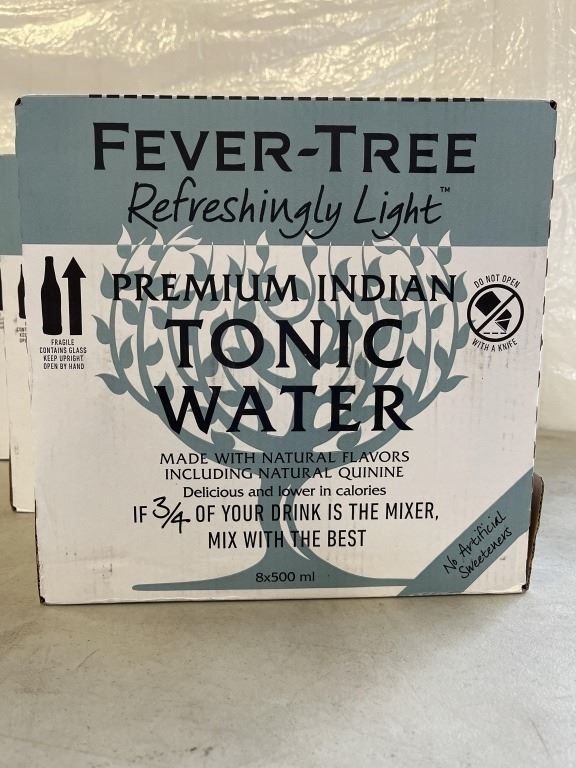 FEVER-TREE
Refreshingly Light™
PREMIUM INDIAN
TONIC
WATER
FRAGILE
CONTAINS GLASS
KEEP UPRIGHT
OPEN BY HAND
DO NOT OPEN
WITH A KNIFE
MADE WITH NATURAL FLAVORS
INCLUDING NATURAL QUININE
Delicious and lower in calories
IF 3/4 OF YOUR DRINK IS THE MIXER,
MIX WITH THE BEST
8x500 ml
No Artificial
Sweeteners